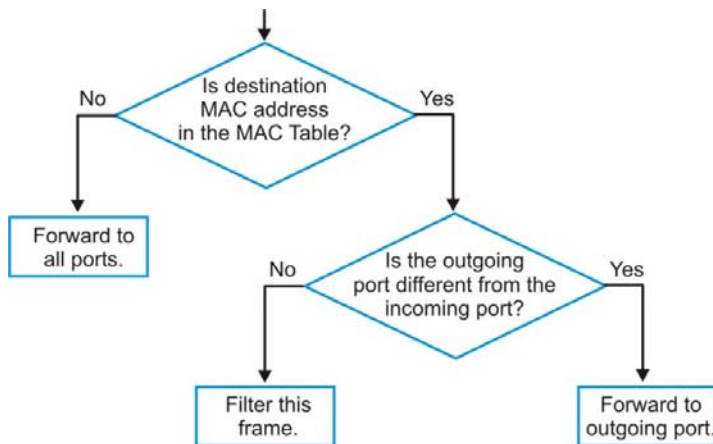 Is destination
MAC address
in the MAC Table?
No
Yes
Forward to
all ports.
Is the outgoing
port different from the
incoming port?
No
Yes
Filter this
frame.
Forward to
outgoing port.